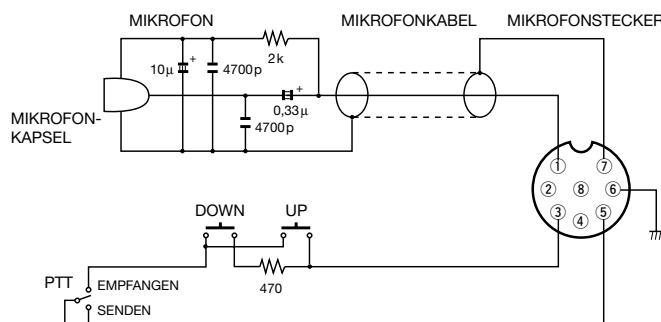 MIKROFON
MIKROFONKABEL
MIKROFONSTECKER
10µ
+
4700p
2k
+
0,33µ
4700p
MIKROFON-
KAPSEL
1
7
2
8
6
3
4
5
DOWN
UP
470
PTT
EMPFANGEN
SENDEN